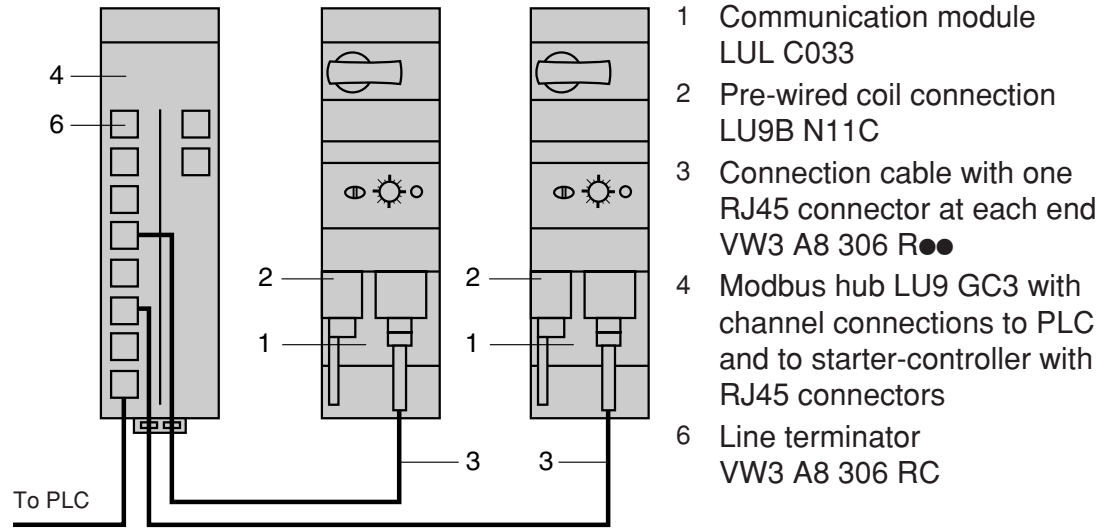 4
6
2
1
2
1
3
3
To PLC
1 Communication module
LUL C033
2 Pre-wired coil connection
LU9B N11C
3 Connection cable with one
RJ45 connector at each end
VW3 A8 306 R●●
4 Modbus hub LU9 GC3 with
channel connections to PLC
and to starter-controller with
RJ45 connectors
6 Line terminator
VW3 A8 306 RC